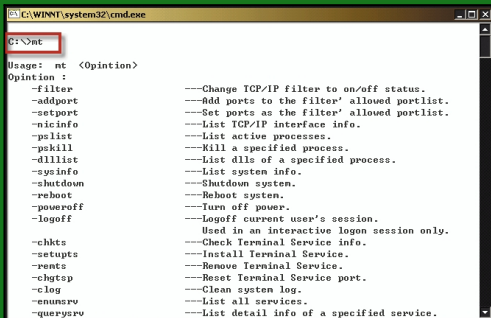 C:\WINNT\system32\cmd.exe
C:\>mt
Usage: mt <Opintion>
Opintion :
-filter ---Change TCP/IP filter to on/off status.
-addport ---Add ports to the filter' allowed portlist.
-setport ---Set ports as the filter' allowed portlist.
-nicinfo ---List TCP/IP interface info.
-pslist ---List active processes.
-pskill ---Kill a specified process.
-dlllist ---List dlls of a specified process.
-sysinfo ---List system info.
-shutdown ---Shutdown system.
-reboot ---Reboot system.
-poweroff ---Turn off power.
-logoff ---Logoff current user's session.
Used in an interactive logon session only.
-chkts ---Check Terminal Service info.
-setupts ---Install Terminal Service.
-remts ---Remove Terminal Service.
-chgtsp ---Reset Terminal Service port.
-clog ---Clean system log.
-enumsrv ---List all services.
-querysrv ---List detail info of a specified service.